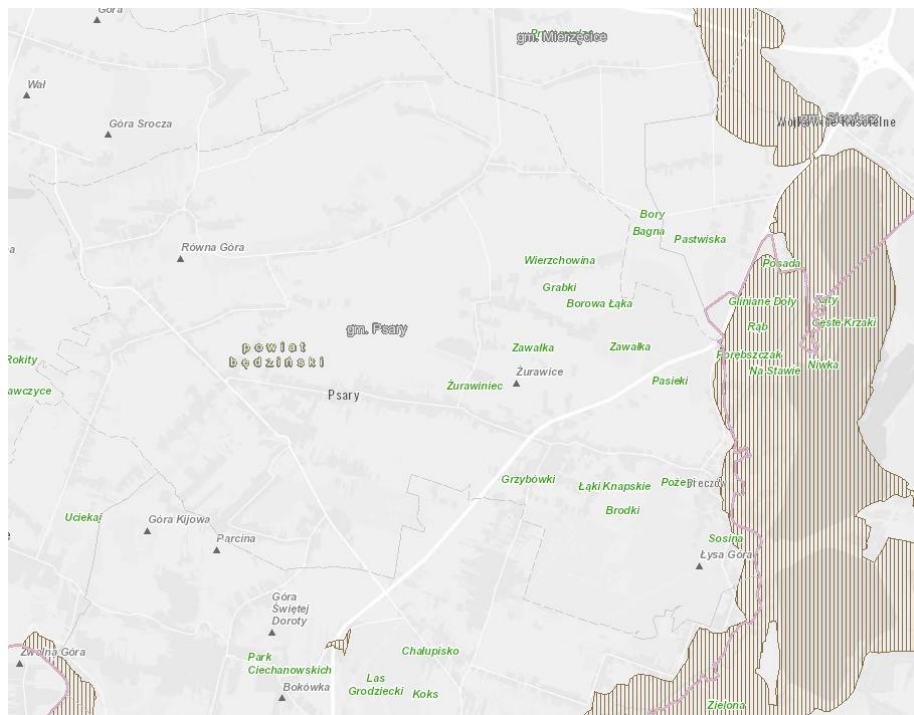 Góra
gm. Mierzęcice
Wał
Góra Srocza
Bory
Bagna
Pastwiska
Równa Góra
Wierzchowina
Posada
Grabki
Borowa Łąka
Gliniane Doły
Gęste Krzaki
gm. Psary
Rąb
powiat
będziński
Zawałka
Zawałka
Porębszczak
Rokity
Żurawice
Pasieki
Na Stawie
Niwka
Żurawiniec
Psary
Grzybówki
Łąki Knapskie
Brodki
Uciekaj
Góra Kijowa
Parcina
Sosina
Łysa Góra
Góra
Świętej
Doroty
Zwolna Góra
Chałupisko
Park
Ciechanowskich
Bokówka
Las
Grodziecki
Koks
Zielona